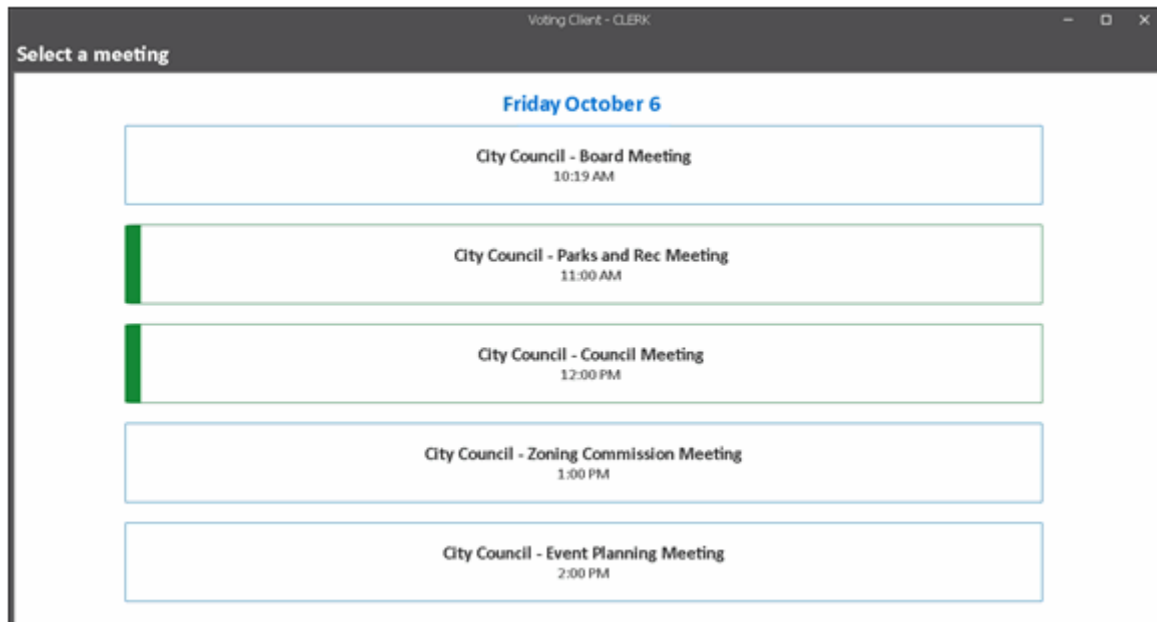 Voting Client - CLERK
Select a meeting
Friday October 6
City Council - Board Meeting
10:19 AM
City Council - Parks and Rec Meeting
11:00 AM
City Council - Council Meeting
12:00 PM
City Council - Zoning Commission Meeting
1:00 PM
City Council - Event Planning Meeting
2:00 PM